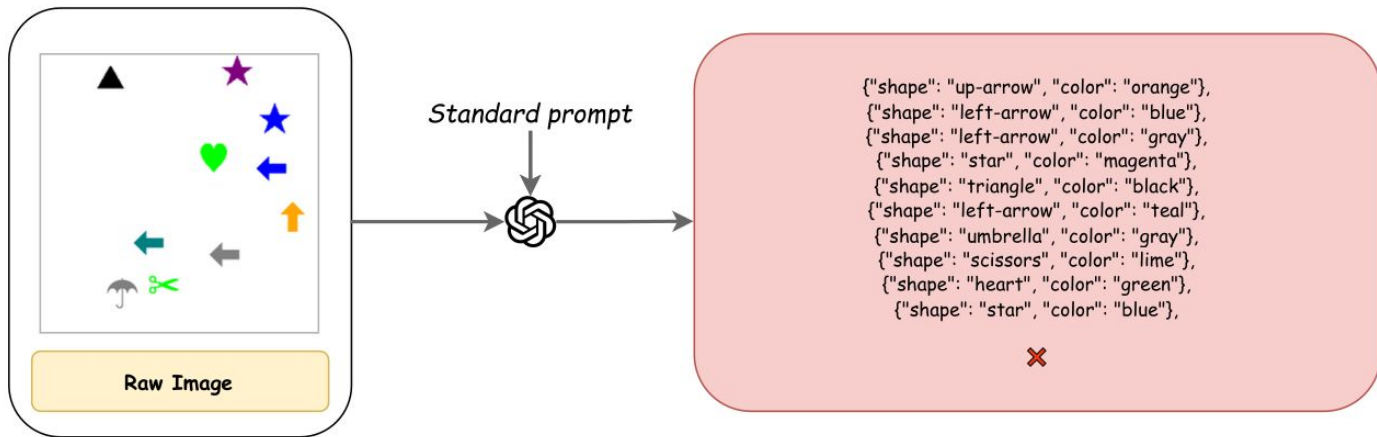 Raw Image
Standard prompt
{"shape": "up-arrow", "color": "orange"},
{"shape": "left-arrow", "color": "blue"},
{"shape": "left-arrow", "color": "gray"},
{"shape": "star", "color": "magenta"},
{"shape": "triangle", "color": "black"},
{"shape": "left-arrow", "color": "teal"},
{"shape": "umbrella", "color": "gray"},
{"shape": "scissors", "color": "lime"},
{"shape": "heart", "color": "green"},
{"shape": "star", "color": "blue"},